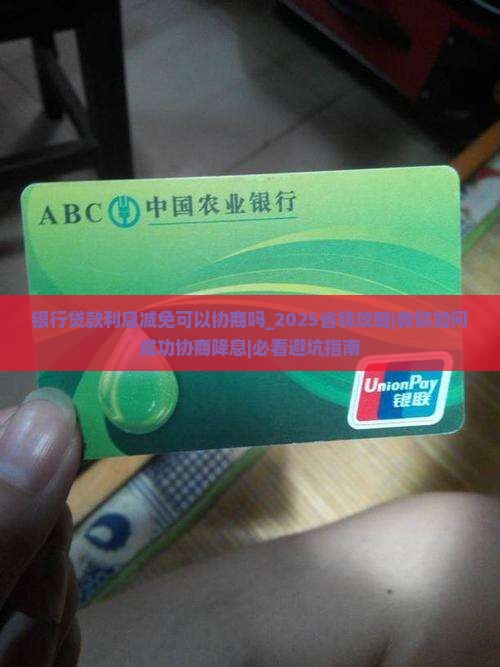 ABC 中国农业银行
银行贷款利息减免可以协商吗_2025省钱攻略|教你如何
成功协商降息|必看避坑指南
UnionPay
银联